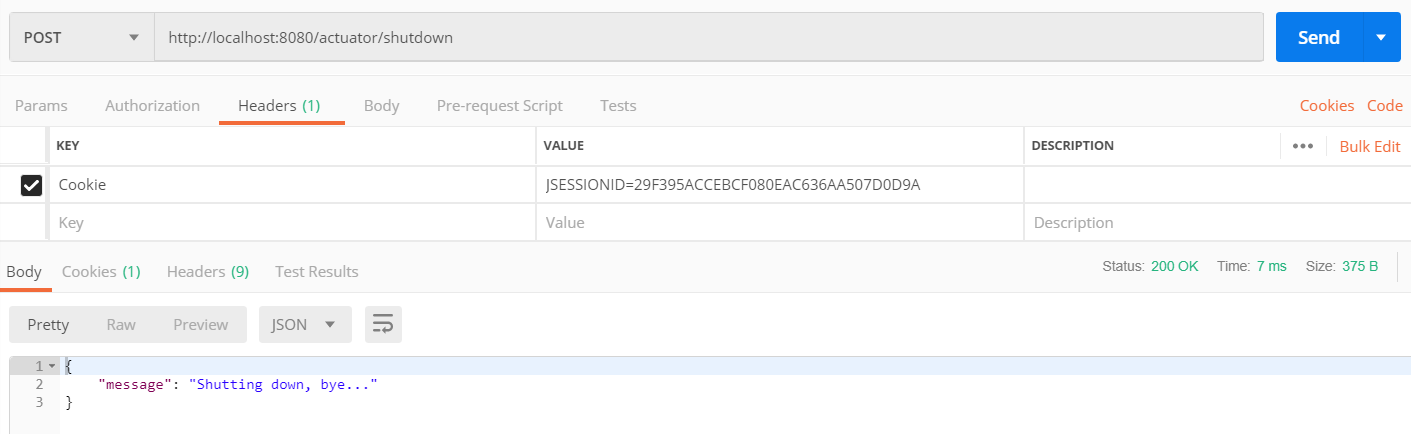 POST http://localhost:8080/actuator/shutdown Send
Params Authorization Headers (1) Body Pre-request Script Tests Cookies Code
KEY VALUE DESCRIPTION ••• Bulk Edit
Cookie JSESSIONID=29F395ACCEBCF080EAC636AA507D0D9A
Key Value Description
Body Cookies (1) Headers (9) Test Results Status: 200 OK Time: 7 ms Size: 375 B
Pretty Raw Preview JSON
1 {
2 "message": "Shutting down, bye..."
3 }